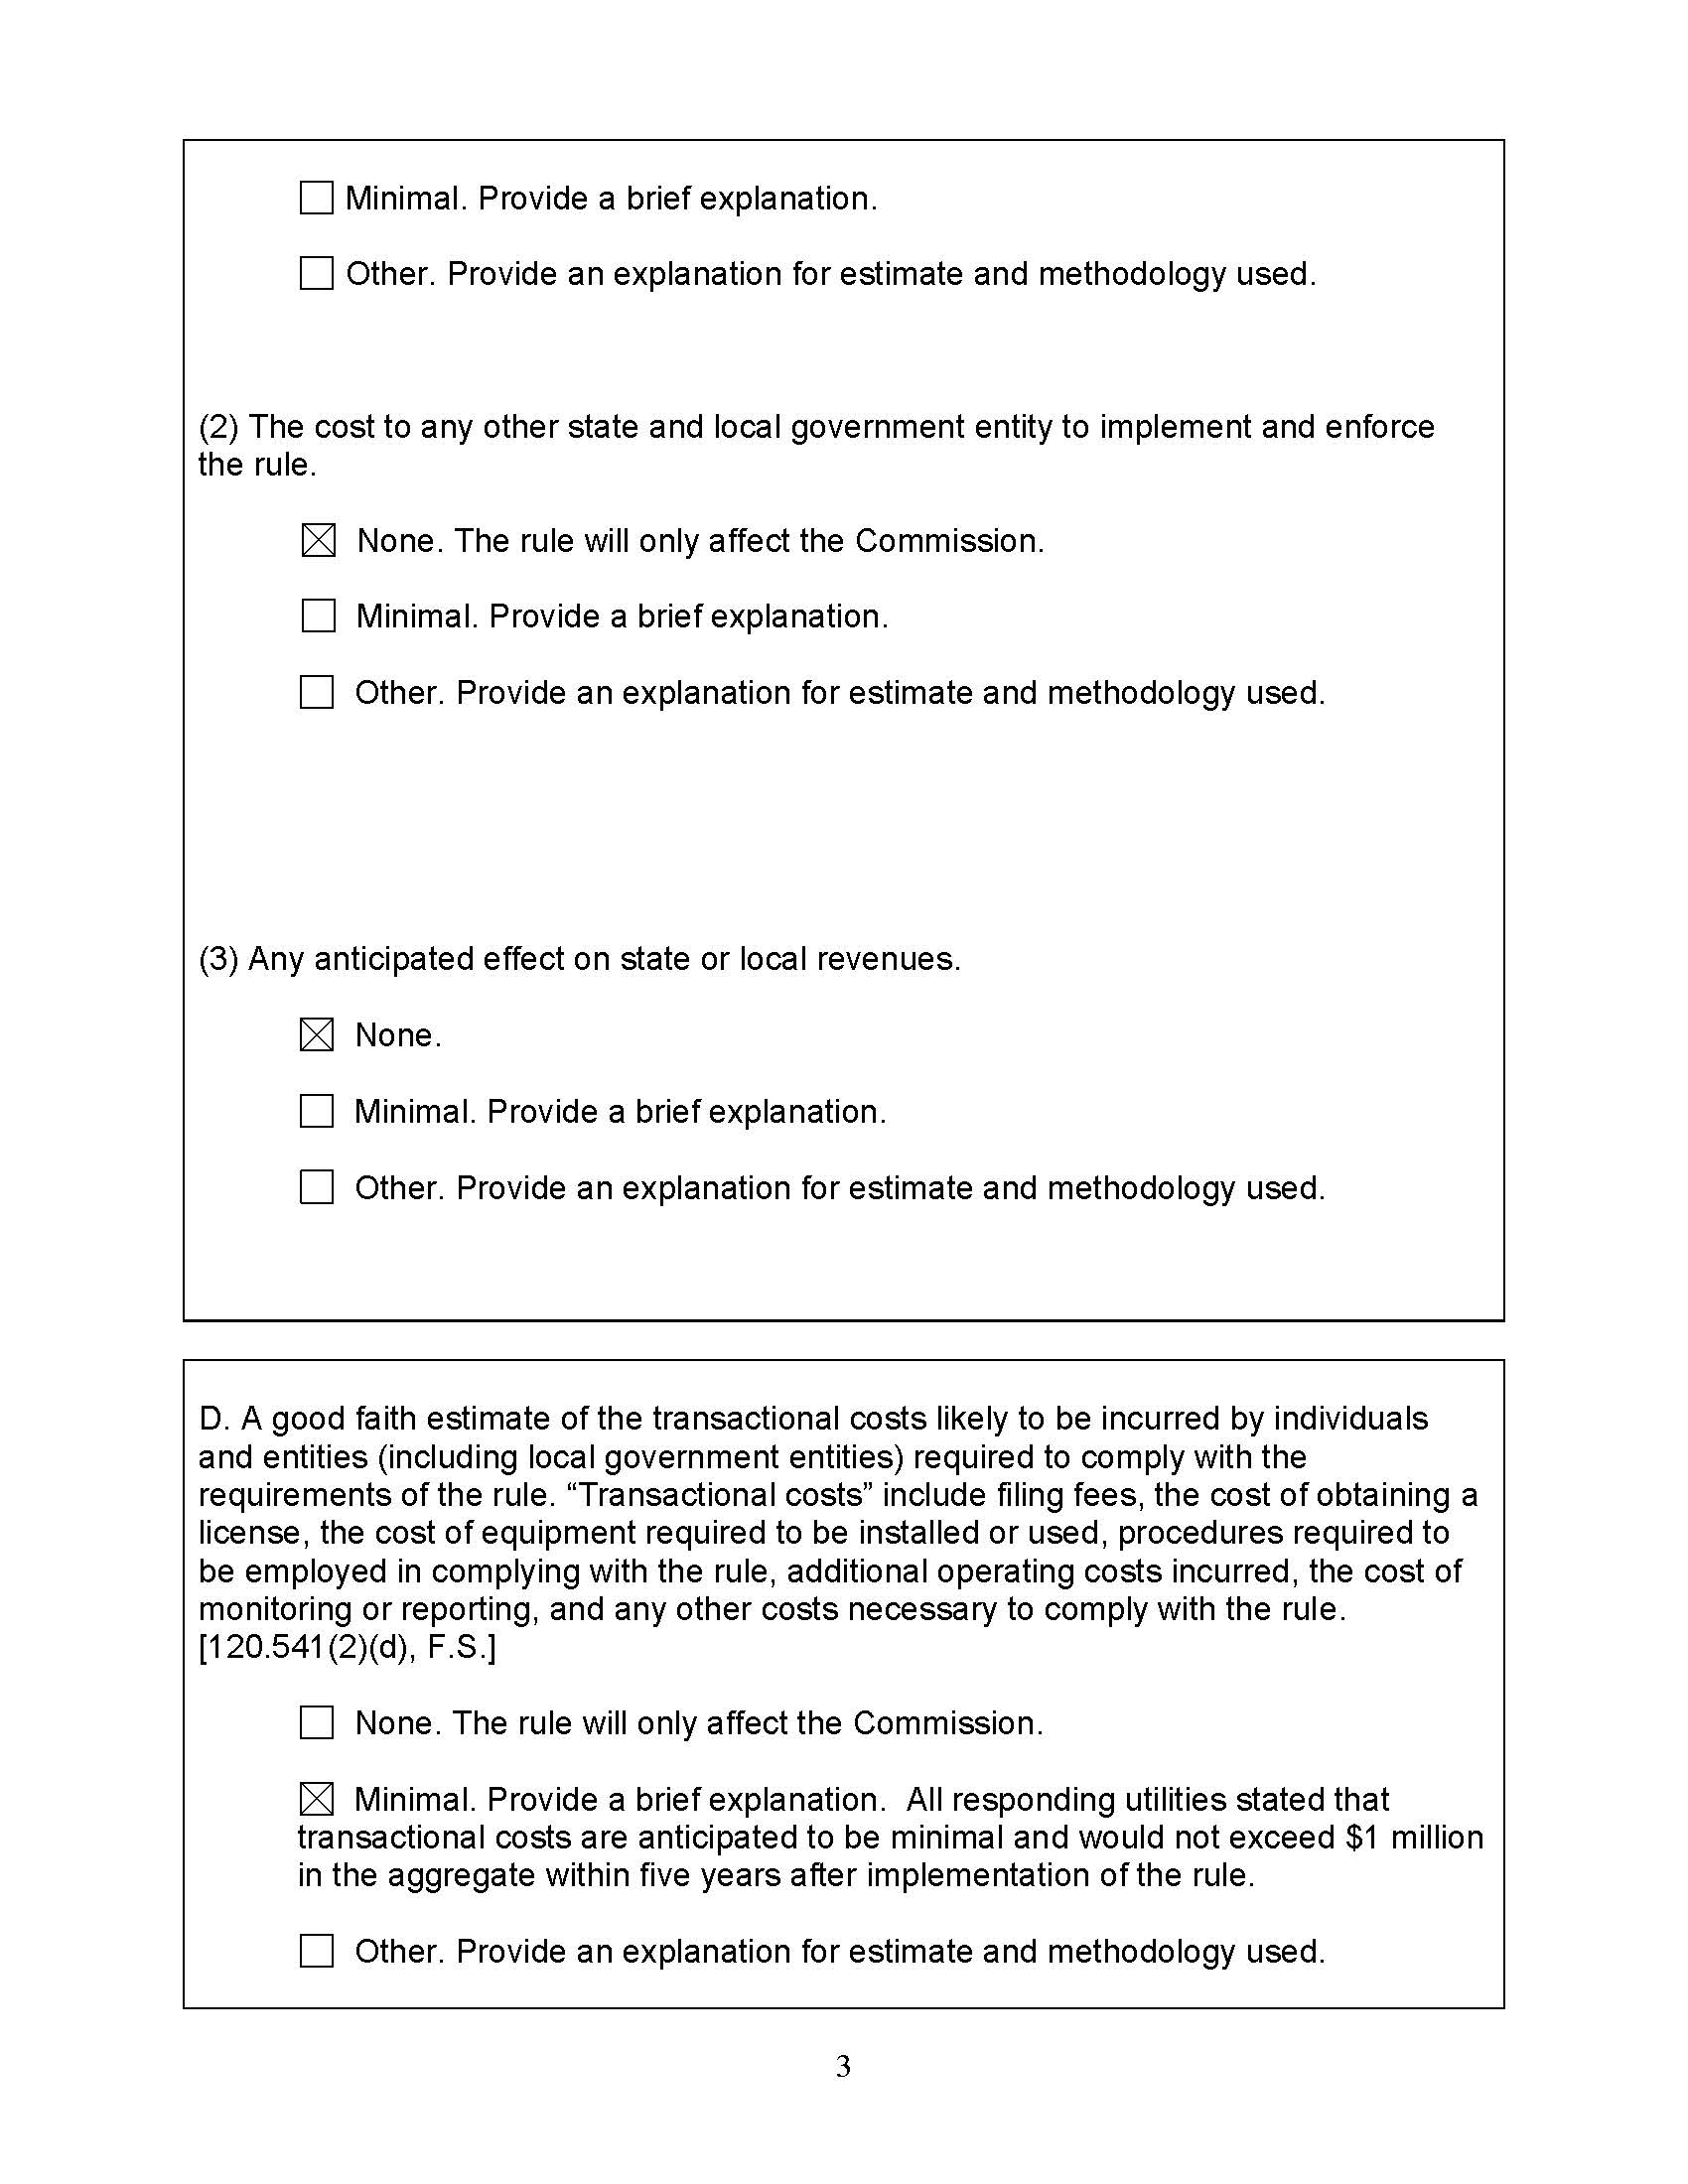 ☐ Minimal. Provide a brief explanation.
☐ Other. Provide an explanation for estimate and methodology used.
(2) The cost to any other state and local government entity to implement and enforce
the rule.
☒ None. The rule will only affect the Commission.
☐ Minimal. Provide a brief explanation.
☐ Other. Provide an explanation for estimate and methodology used.
(3) Any anticipated effect on state or local revenues.
☒ None.
☐ Minimal. Provide a brief explanation.
☐ Other. Provide an explanation for estimate and methodology used.
D. A good faith estimate of the transactional costs likely to be incurred by individuals
and entities (including local government entities) required to comply with the
requirements of the rule. “Transactional costs” include filing fees, the cost of obtaining a
license, the cost of equipment required to be installed or used, procedures required to
be employed in complying with the rule, additional operating costs incurred, the cost of
monitoring or reporting, and any other costs necessary to comply with the rule.
[120.541(2)(d), F.S.]
☐ None. The rule will only affect the Commission.
☒ Minimal. Provide a brief explanation.  All responding utilities stated that
transactional costs are anticipated to be minimal and would not exceed $1 million
in the aggregate within five years after implementation of the rule.
☐ Other. Provide an explanation for estimate and methodology used.
3